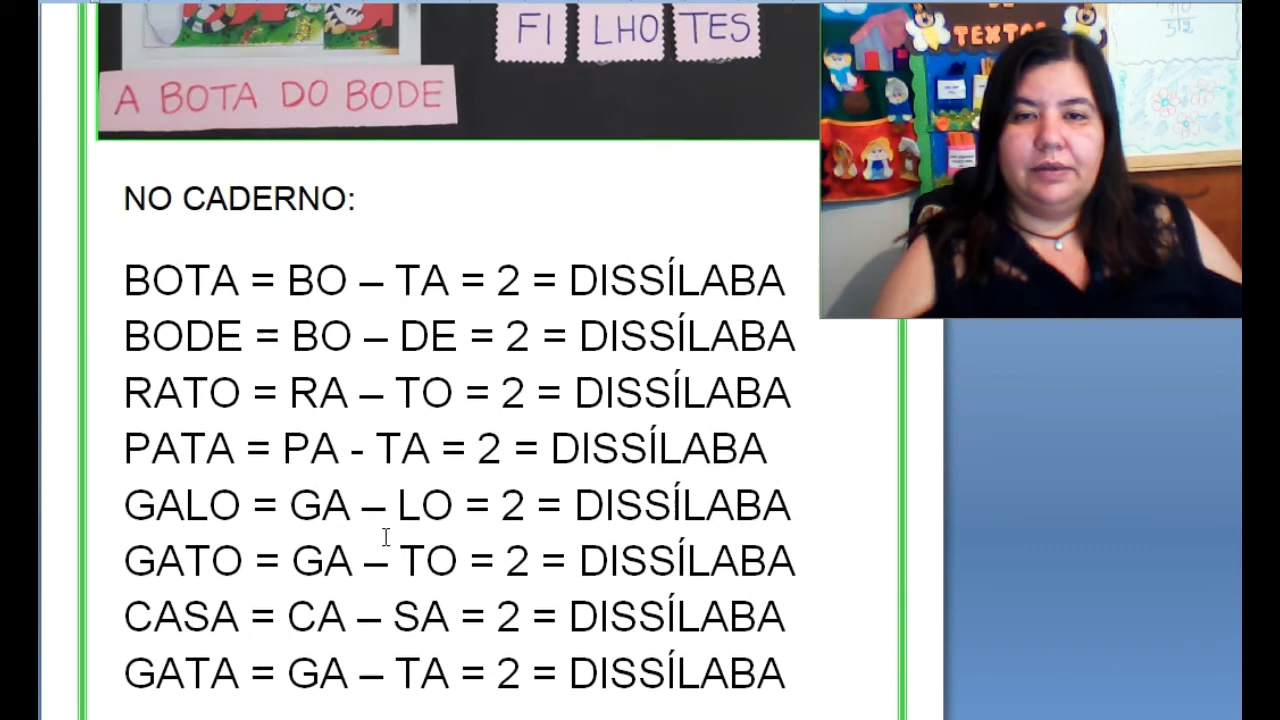 FI LHO TES
A BOTA DO BODE
TEXTOS
NO CADERNO:
BOTA = BO – TA = 2 = DISSÍLABA
BODE = BO – DE = 2 = DISSÍLABA
RATO = RA – TO = 2 = DISSÍLABA
PATA = PA - TA = 2 = DISSÍLABA
GALO = GA – LO = 2 = DISSÍLABA
GATO = GA – TO = 2 = DISSÍLABA
CASA = CA – SA = 2 = DISSÍLABA
GATA = GA – TA = 2 = DISSÍLABA